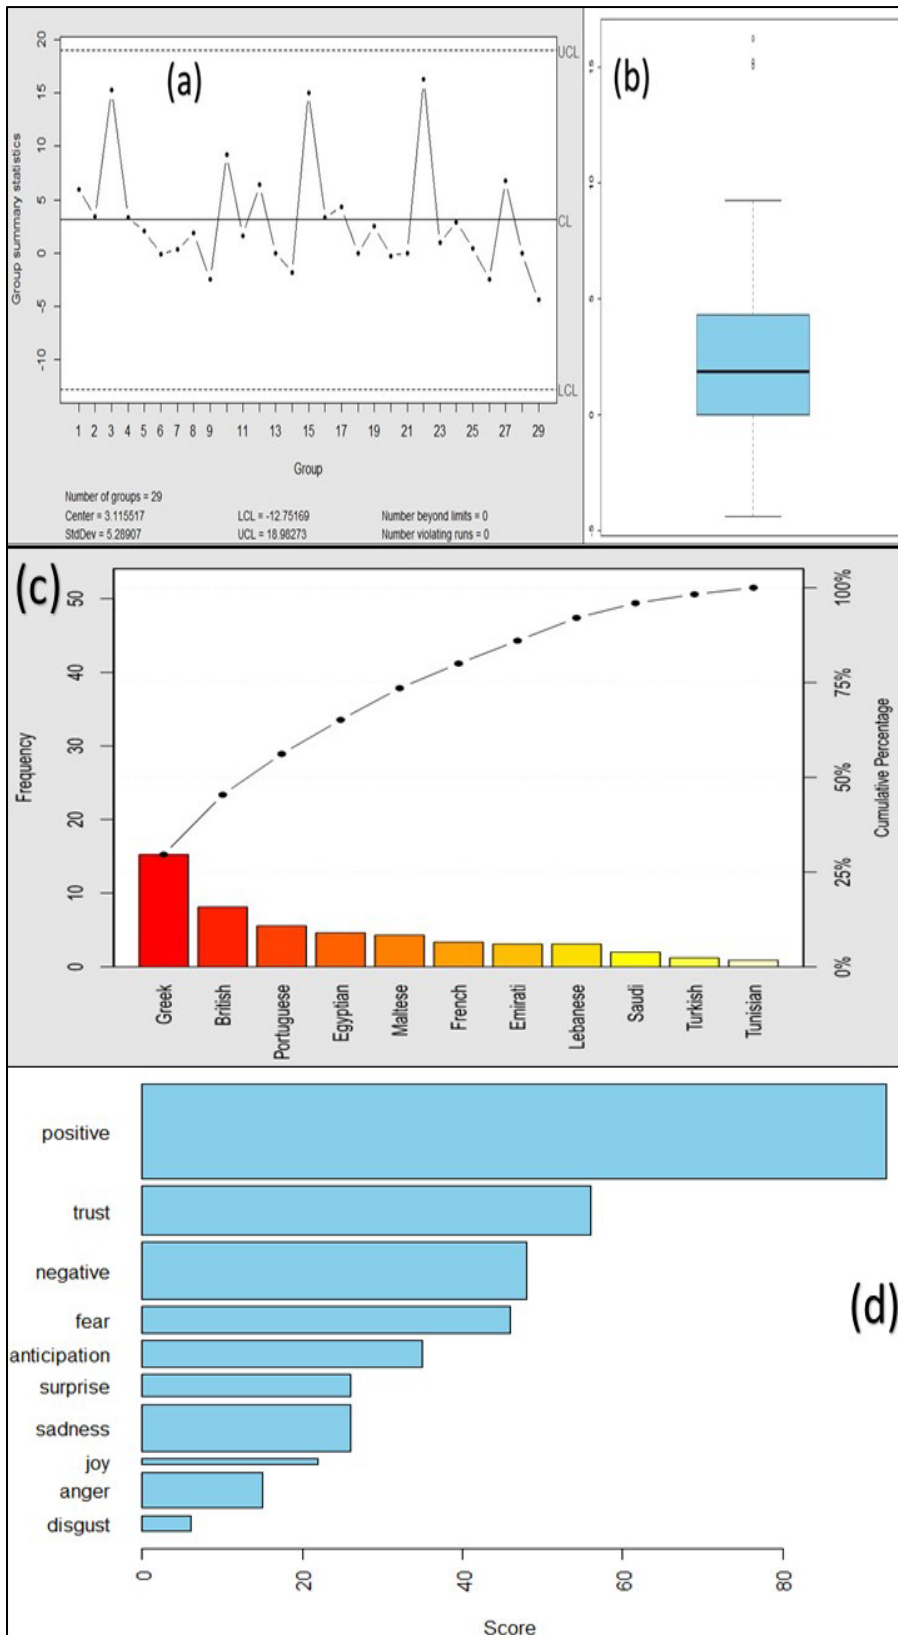 (a)
Group summary statistics
20
15
10
5
0
-5
-10
UCL
CL
LCL
1 2 3 4 5 6 7 8 9 11 13 15 17 19 21 23 25 27 29
Group
Number of groups = 29
Center = 3.115517 LCL = -12.75169 Number beyond limits = 0
StdDev = 5.28907 UCL = 18.98273 Number violating runs = 0
(b)
15
10
5
0
-5
(c)
Frequency
50
40
30
20
10
0
100%
75%
50%
25%
0%
Cumulative Percentage
Greek
British
Portuguese
Egyptian
Maltese
French
Emirati
Lebanese
Saudi
Turkish
Tunisian
positive
trust
negative
fear
(d)
anticipation
surprise
sadness
joy
anger
disgust
0 20 40 60 80
Score